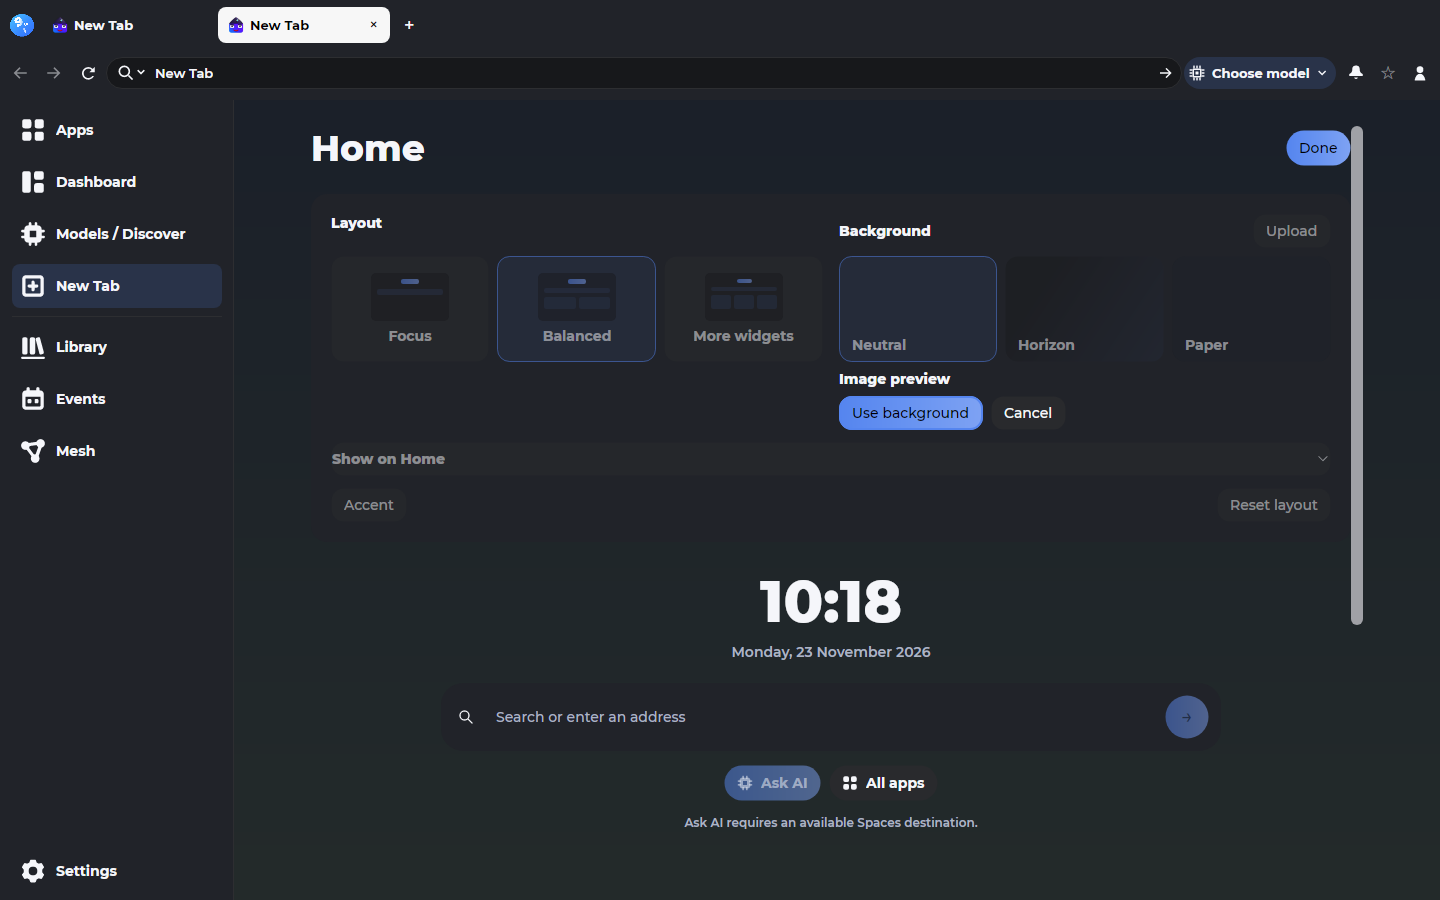 New Tab
New Tab
New Tab
Choose model
Apps
Dashboard
Models / Discover
New Tab
Library
Events
Mesh
Settings
Home
Done
Layout
Focus
Balanced
More widgets
Background
Upload
Neutral
Horizon
Paper
Image preview
Use background
Cancel
Show on Home
Accent
Reset layout
10:18
Monday, 23 November 2026
Search or enter an address
Ask AI
All apps
Ask AI requires an available Spaces destination.